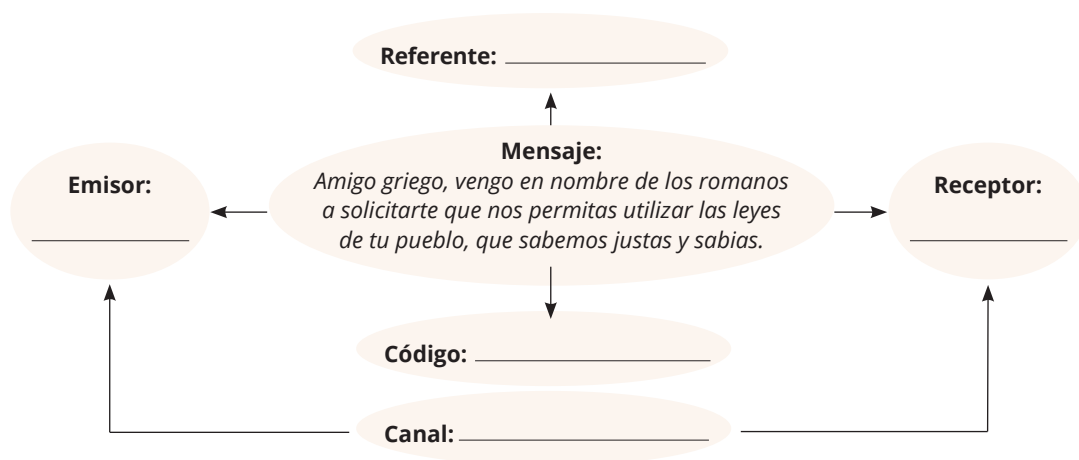 Referente:
Mensaje:
Amigo griego, vengo en nombre de los romanos
a solicitarte que nos permitas utilizar las leyes
de tu pueblo, que sabemos justas y sabias.
Emisor:
Receptor:
Código:
Canal: